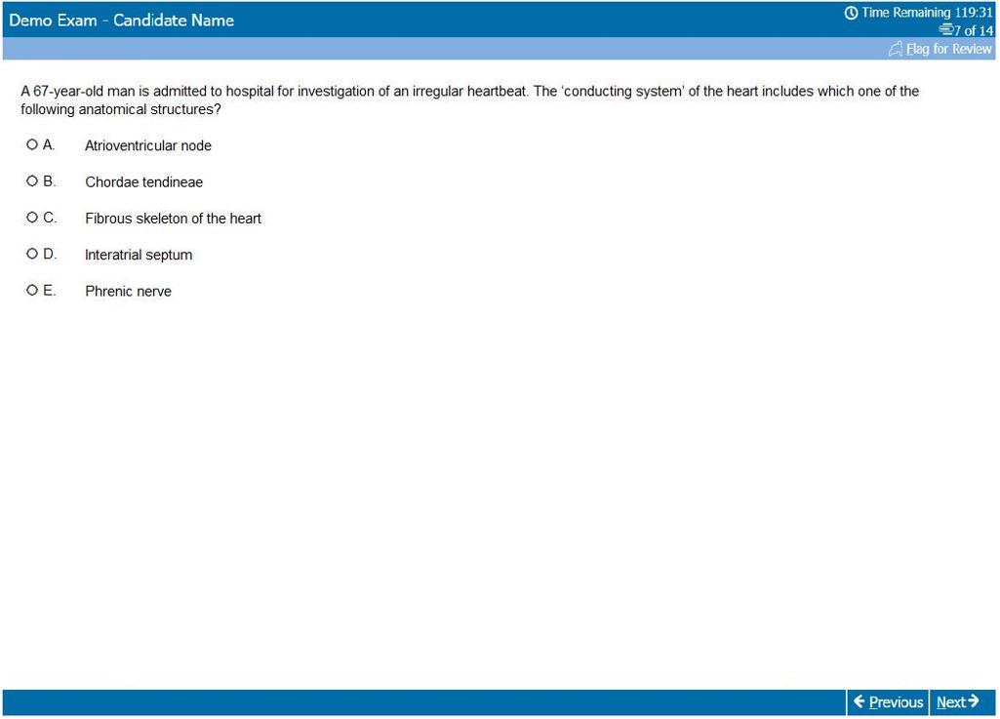 Demo Exam - Candidate Name
Time Remaining 119:31
7 of 14
Flag for Review
A 67-year-old man is admitted to hospital for investigation of an irregular heartbeat. The ‘conducting system’ of the heart includes which one of the
following anatomical structures?
A. Atrioventricular node
B. Chordae tendineae
C. Fibrous skeleton of the heart
D. Interatrial septum
E. Phrenic nerve
Previous Next